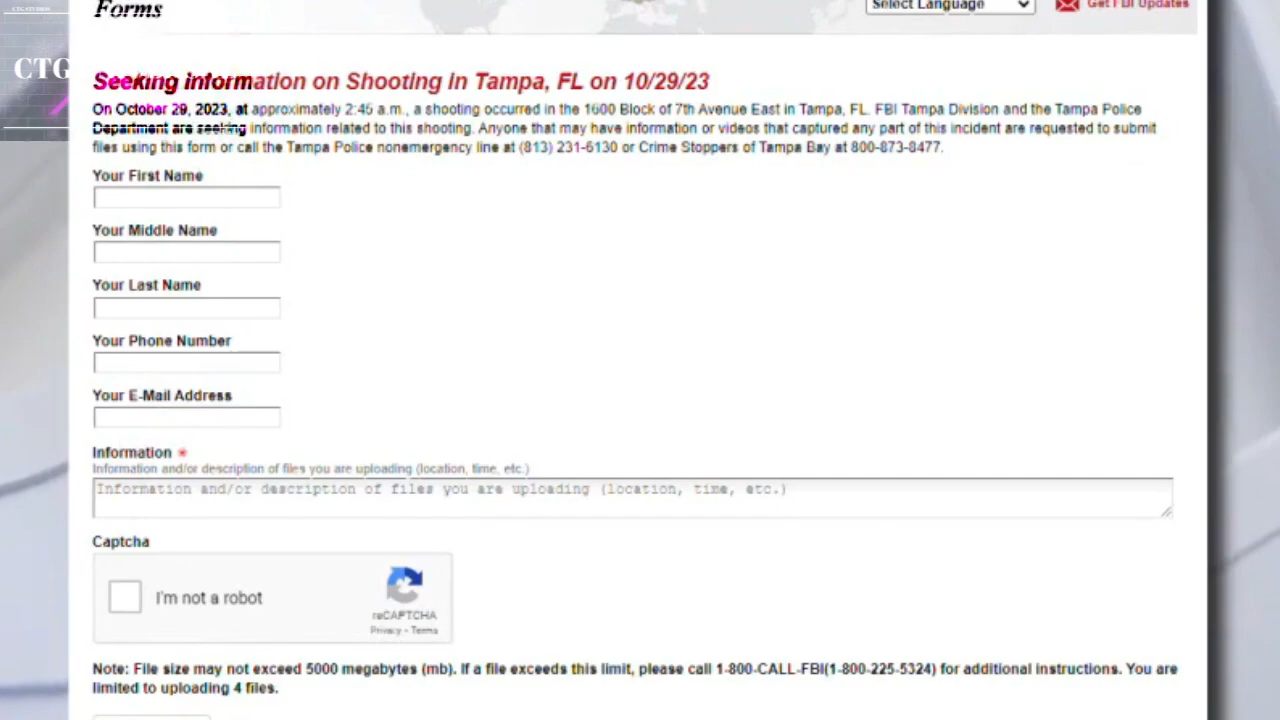 CTG STUDIOS
Forms
Select Language
Get FBI Updates
CTG
Seeking Information on Shooting in Tampa, FL on 10/29/23
On October 29, 2023, at approximately 2:45 a.m., a shooting occurred in the 1600 Block of 7th Avenue East in Tampa, FL. FBI Tampa Division and the Tampa Police
Department are seeking information related to this shooting. Anyone that may have information or videos that captured any part of this incident are requested to submit
files using this form or call the Tampa Police nonemergency line at (813) 231-6130 or Crime Stoppers of Tampa Bay at 800-873-8477.
Your First Name
Your Middle Name
Your Last Name
Your Phone Number
Your E-Mail Address
Information *
Information and/or description of files you are uploading (location, time, etc.)
Information and/or description of files you are uploading (location, time, etc.)
Captcha
I'm not a robot
reCAPTCHA
Privacy - Terms
Note: File size may not exceed 5000 megabytes (mb). If a file exceeds this limit, please call 1-800-CALL-FBI(1-800-225-5324) for additional instructions. You are
limited to uploading 4 files.